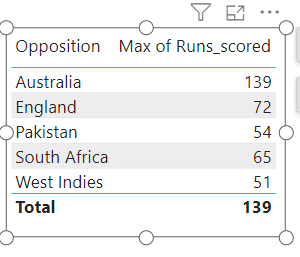 Opposition Max of Runs_scored
Australia 139
England 72
Pakistan 54
South Africa 65
West Indies 51
Total 139